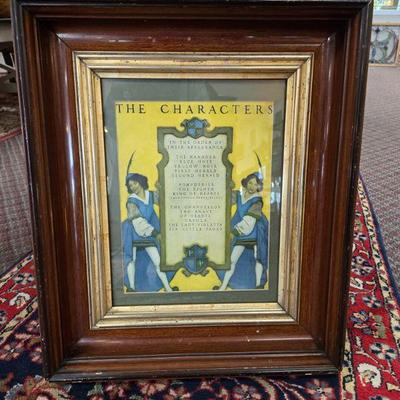 THE CHARACTERS
IN THE ORDER OF
THEIR APPEARANCE
THE MANAGER
BLUE HOSE
YELLOW HOSE
FIRST HERALD
SECOND HERALD
POMPDEBILE
THE EIGHTH
KING OF HEARTS
THE CHANCELLOR
THE KNAVE
OF HEARTS
URSULA
THE LADY VIOLETTA
SIX LITTLE PAGES